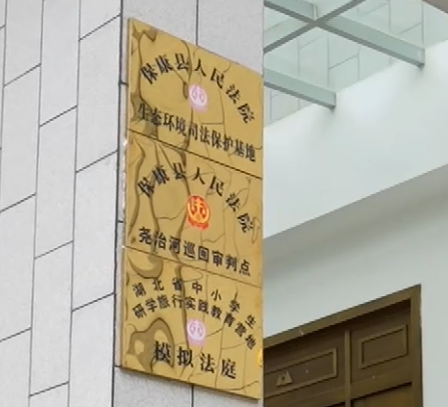 保康县人民法院
生态环境司法保护基地
保康县人民法院
尧治河巡回审判点
湖北省中小学生
研学旅行实践教育营地
模拟法庭